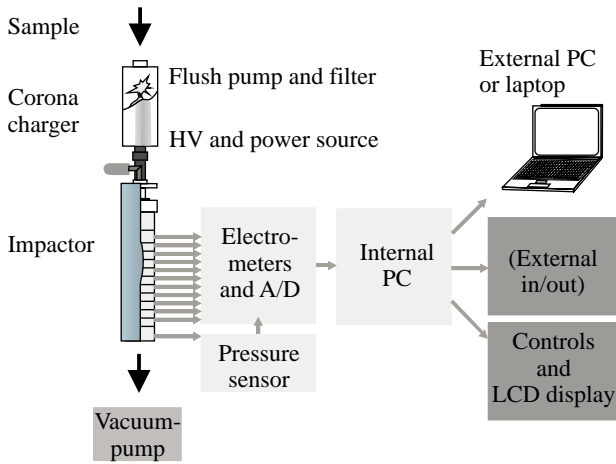 Sample
Flush pump and filter
Corona
charger
HV and power source
External PC
or laptop
Impactor
Electro-
meters
and A/D
Internal
PC
(External
in/out)
Pressure
sensor
Controls
and
LCD display
Vacuum-
pump